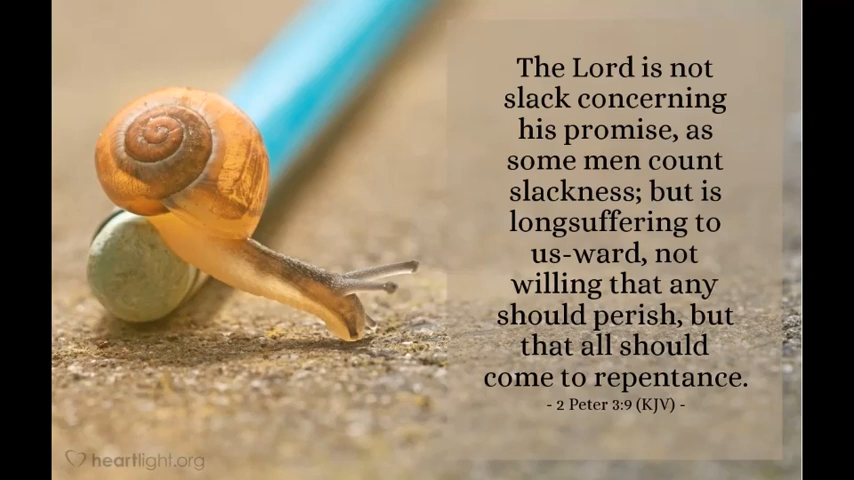 The Lord is not
slack concerning
his promise, as
some men count
slackness; but is
longsuffering to
us-ward, not
willing that any
should perish, but
that all should
come to repentance.
- 2 Peter 3:9 (KJV) -
heartlight.org